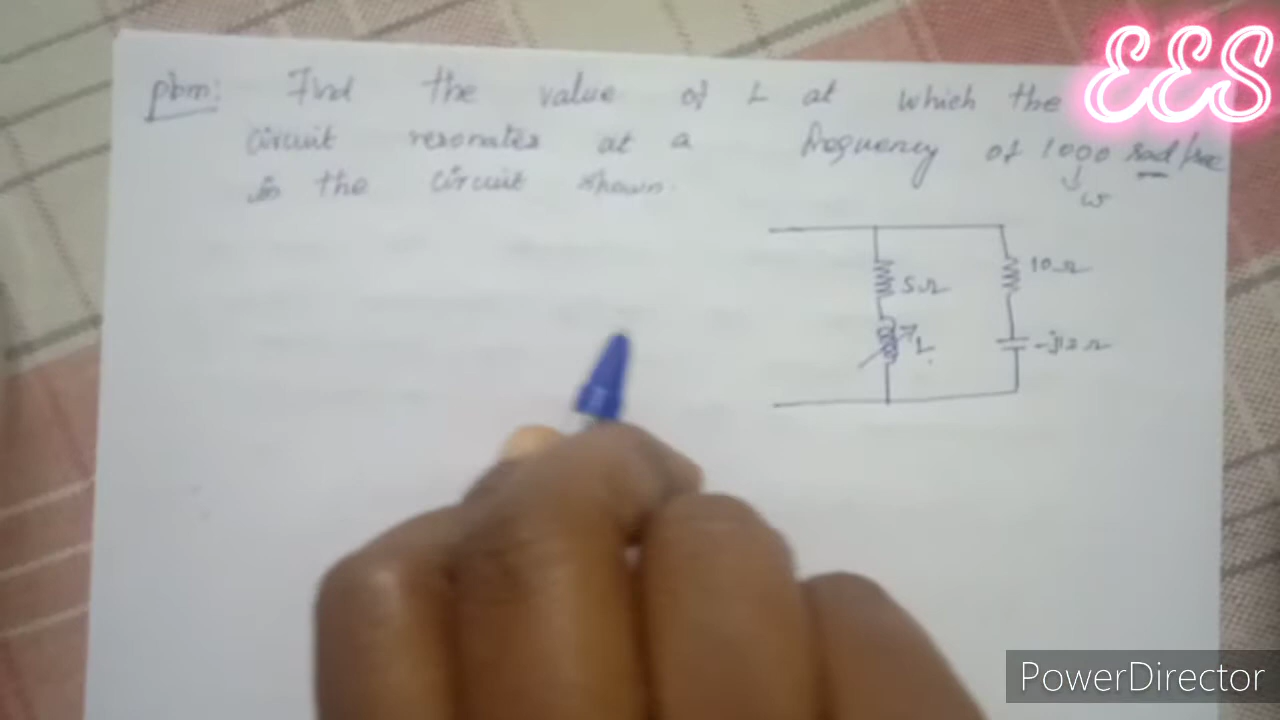 pbm: Find the value of L at which the
circuit resonates at a frequency of 1000 rad/sec
in the circuit shown.
ω
5Ω
10Ω
L
-j12Ω
EES
PowerDirector